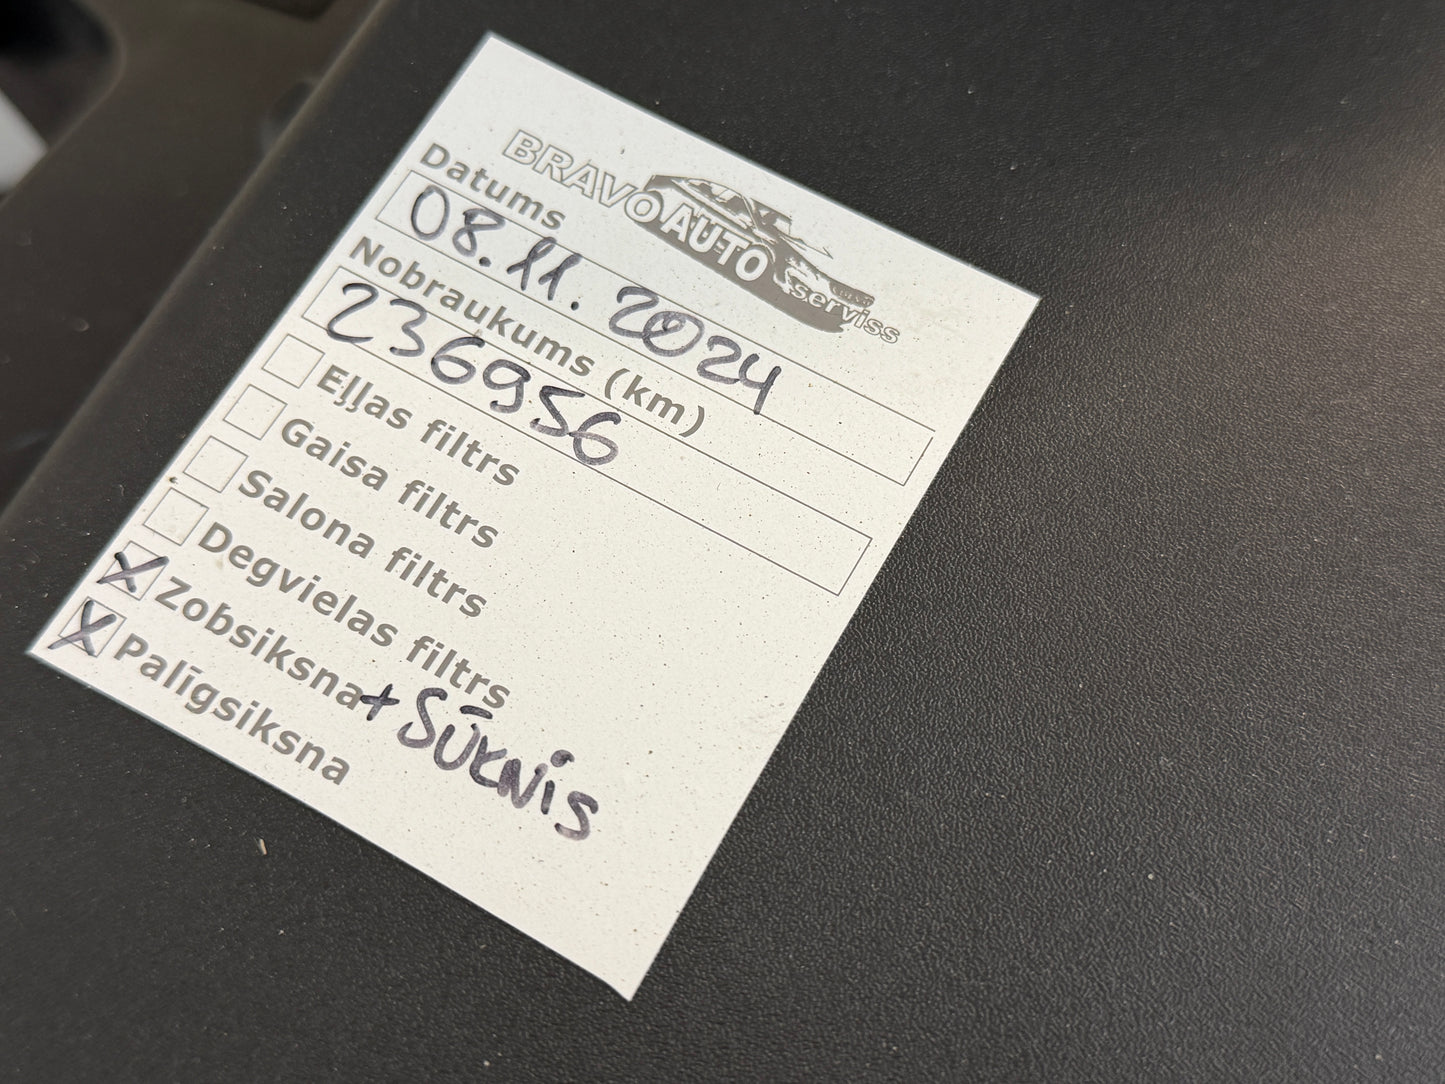 BRAVO AUTO serviss
Datums
08.11.2024
Nobraukums (km)
236956
Eļļas filtrs
Gaisa filtrs
Salona filtrs
Degvielas filtrs
X Zobsiksna + SŪKNIS
X Palīgsiksna